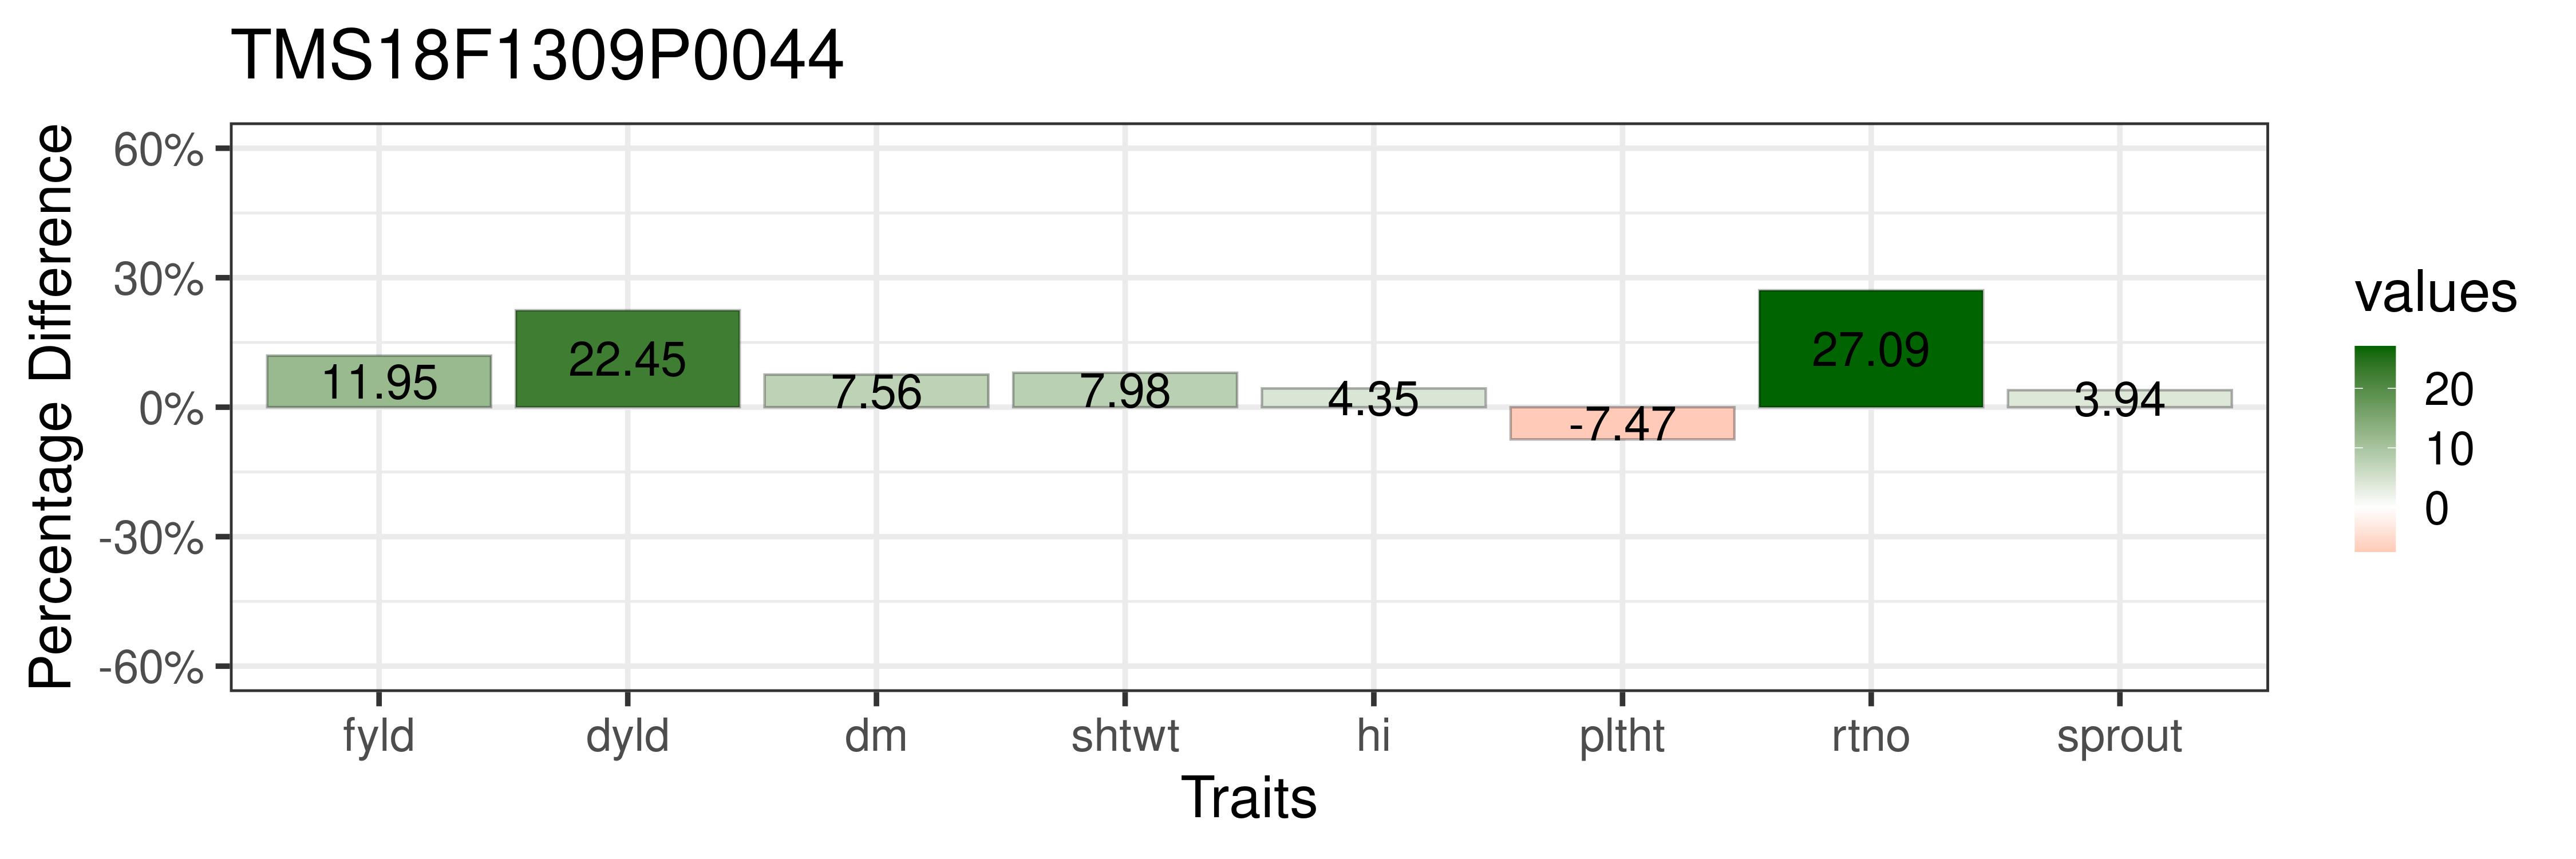 TMS18F1309P0044
Percentage Difference
60%
30%
0%
-30%
-60%
11.95
22.45
7.56
7.98
4.35
-7.47
27.09
3.94
fyld
dyld
dm
shtwt
hi
pltht
rtno
sprout
Traits
values
20
10
0